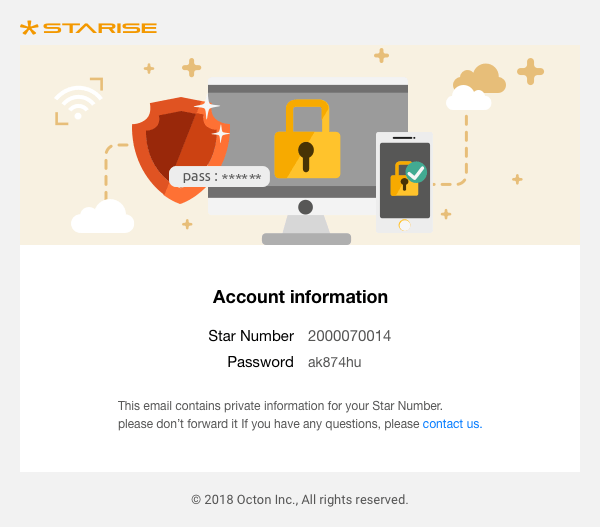 STARISE
pass : ******
Account information
Star Number 2000070014
Password ak874hu
This email contains private information for your Star Number.
please don’t forward it If you have any questions, please contact us.
© 2018 Octon Inc., All rights reserved.